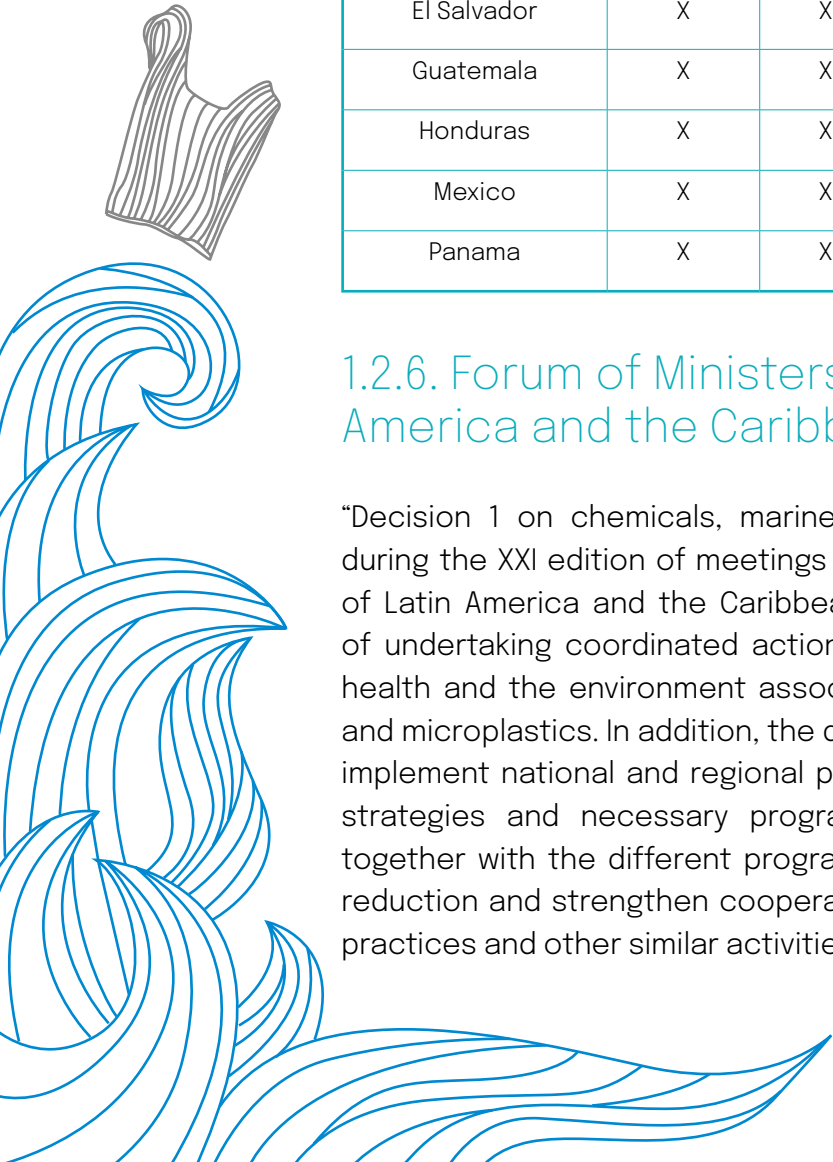 El Salvador X X
Guatemala X X
Honduras X X
Mexico X X
Panama X X
1.2.6. Forum of Ministers
America and the Caribb
“Decision 1 on chemicals, marine
during the XXI edition of meetings
of Latin America and the Caribbea
of undertaking coordinated action
health and the environment assoc
and microplastics. In addition, the
implement national and regional p
strategies and necessary progra
together with the different progra
reduction and strengthen coopera
practices and other similar activitie